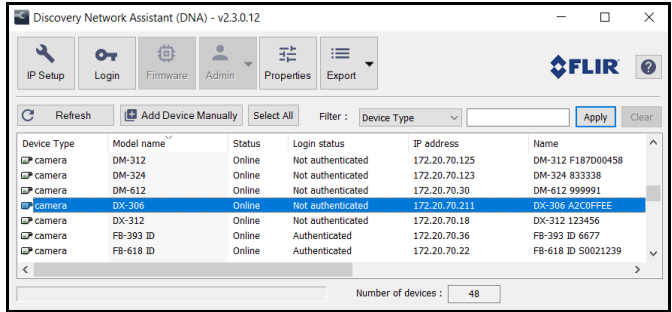 Discovery Network Assistant (DNA) - v2.3.0.12
IP Setup Login Firmware Admin Properties Export FLIR
Refresh Add Device Manually Select All Filter : Device Type Apply Clear
Device Type Model name Status Login status IP address Name
camera DM-312 Online Not authenticated 172.20.70.125 DM-312 F187D00458
camera DM-324 Online Not authenticated 172.20.70.123 DM-324 833338
camera DM-612 Online Not authenticated 172.20.70.30 DM-612 999991
camera DX-306 Online Not authenticated 172.20.70.211 DX-306 A2C0FFEE
camera DX-312 Online Not authenticated 172.20.70.18 DX-312 123456
camera FB-393 ID Online Authenticated 172.20.70.36 FB-393 ID 6677
camera FB-618 ID Online Authenticated 172.20.70.22 FB-618 ID S0021239
Number of devices : 48